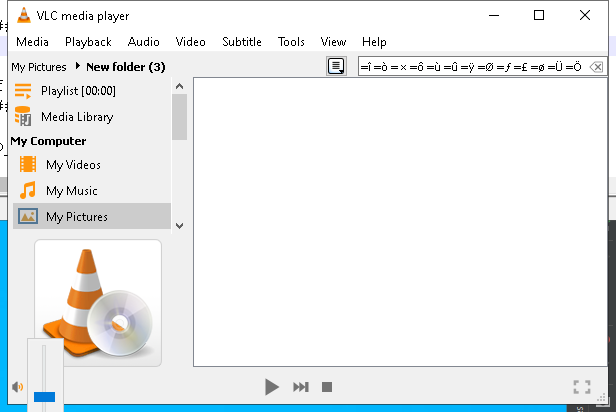 VLC media player
Media Playback Audio Video Subtitle Tools View Help
My Pictures New folder (3)
=î =ò = × =ô =ù =û =ÿ =Ø =ƒ =£ =ø =Ü =Ö
Playlist [00:00]
Media Library
My Computer
My Videos
My Music
My Pictures